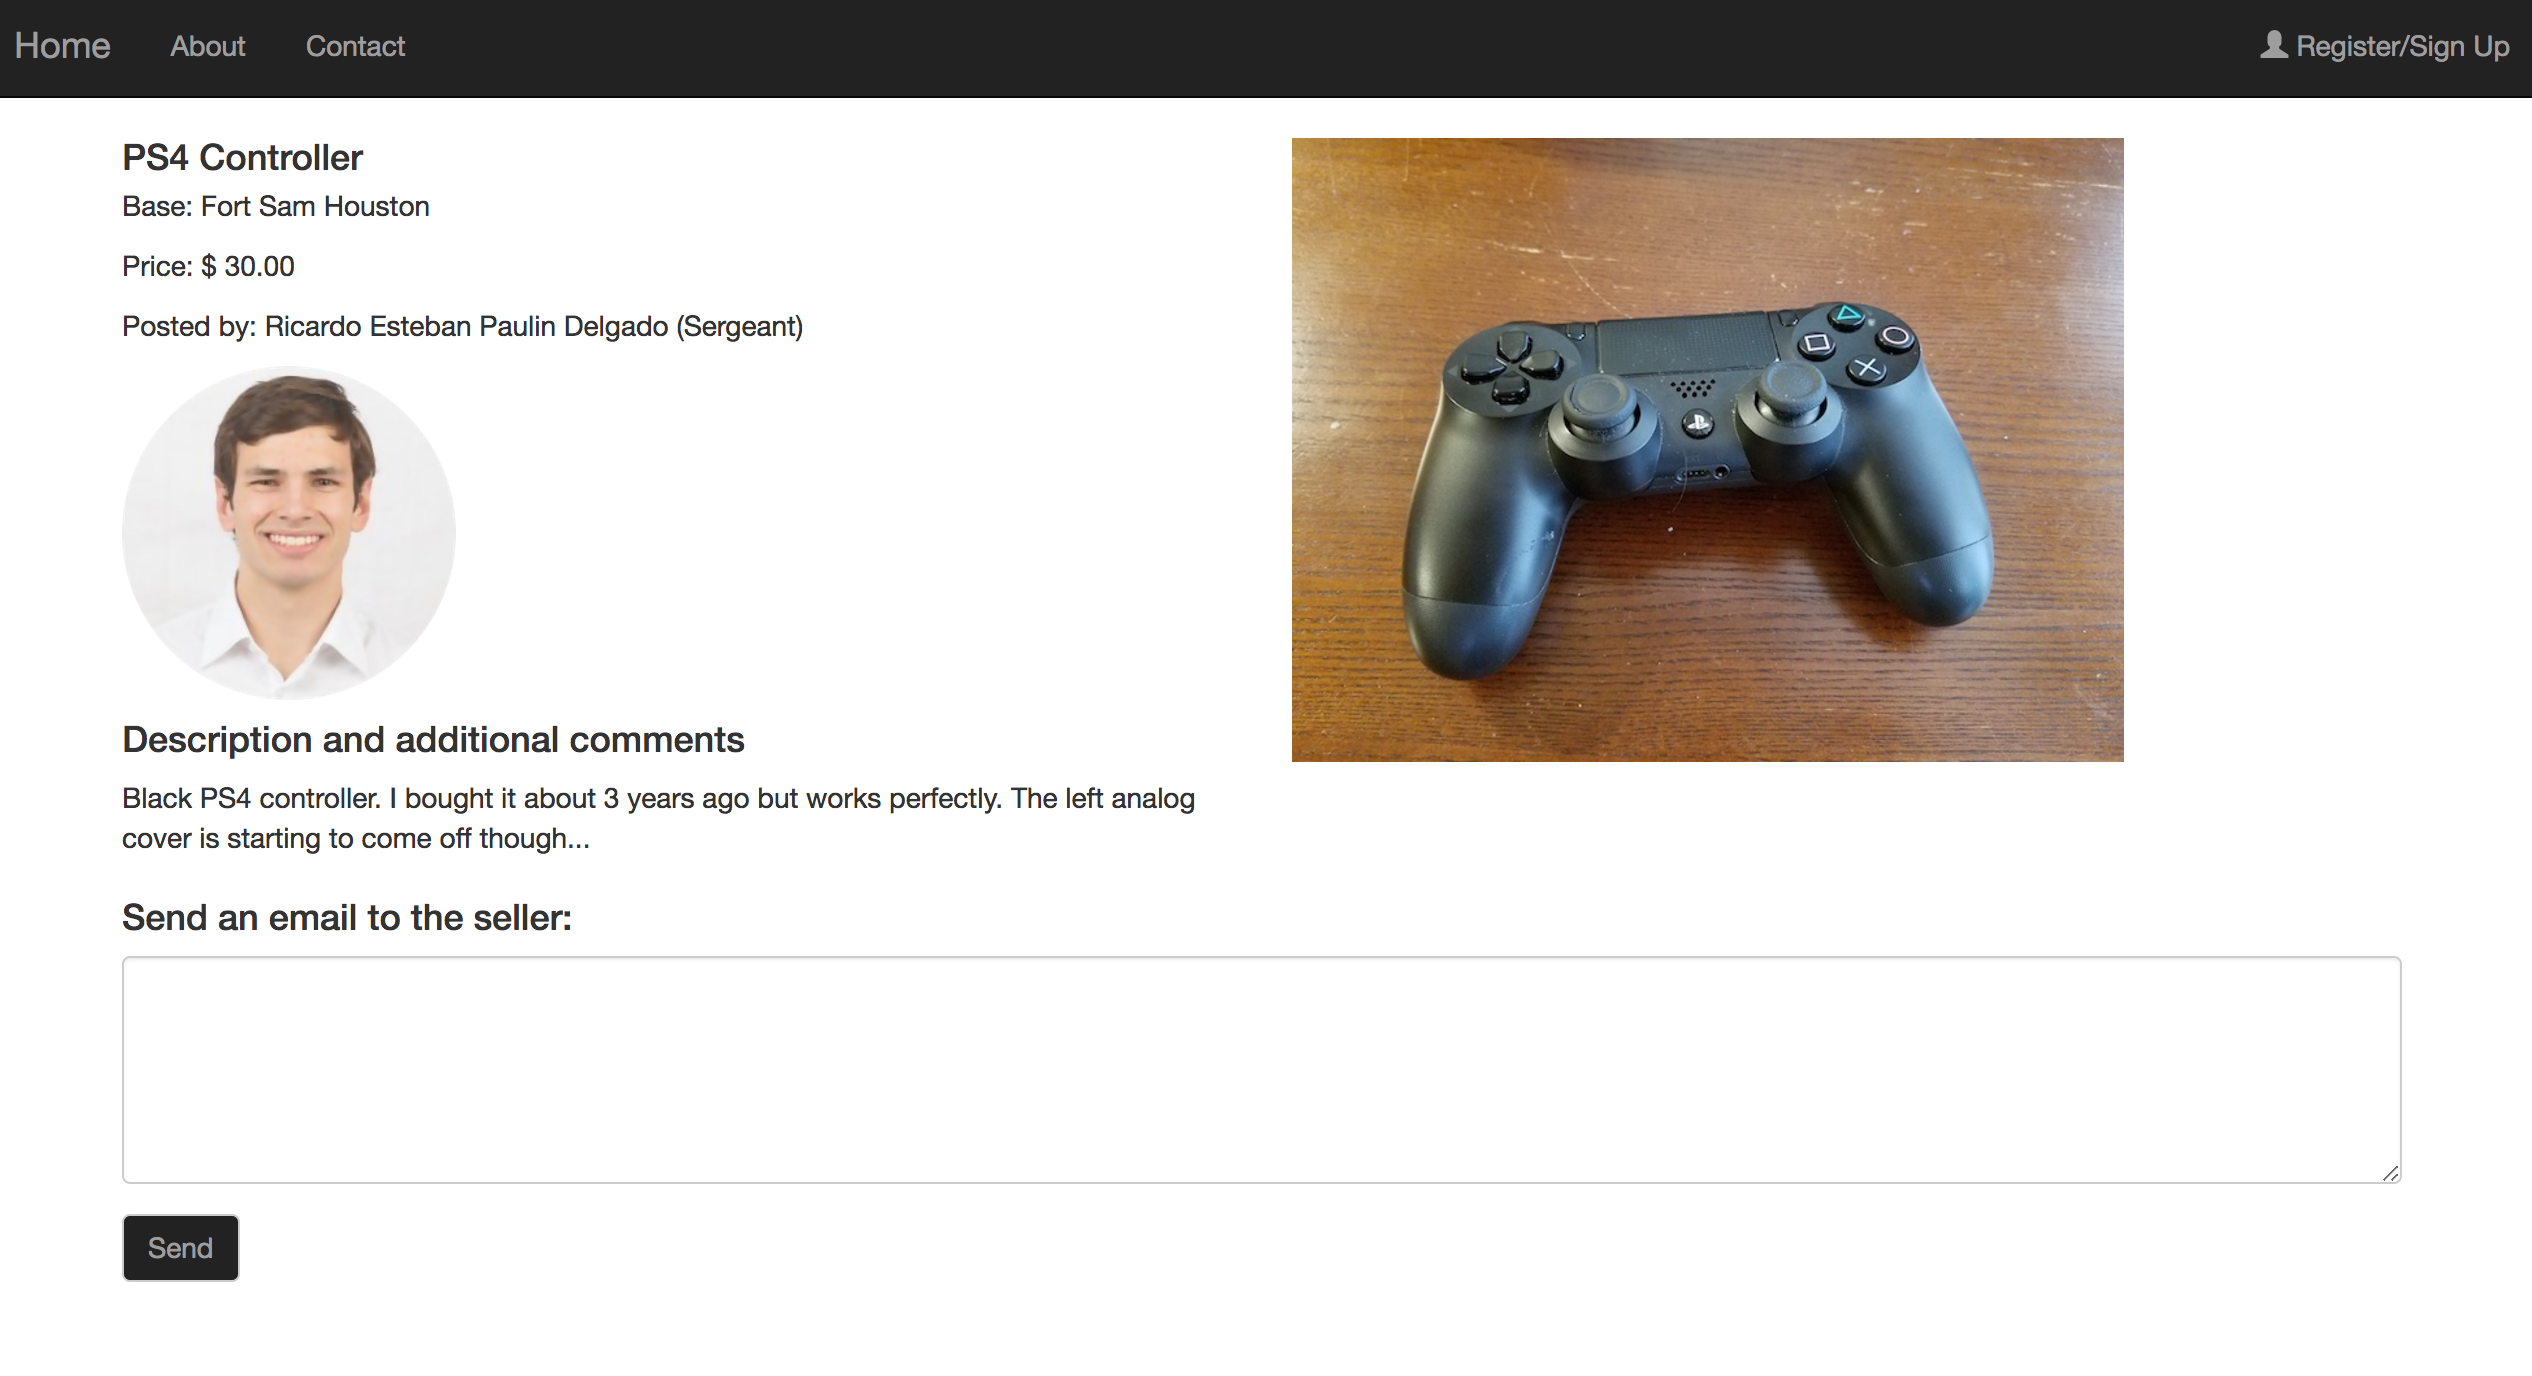 Home About Contact Register/Sign Up
PS4 Controller
Base: Fort Sam Houston
Price: $ 30.00
Posted by: Ricardo Esteban Paulin Delgado (Sergeant)
Description and additional comments
Black PS4 controller. I bought it about 3 years ago but works perfectly. The left analog
cover is starting to come off though...
Send an email to the seller:
Send